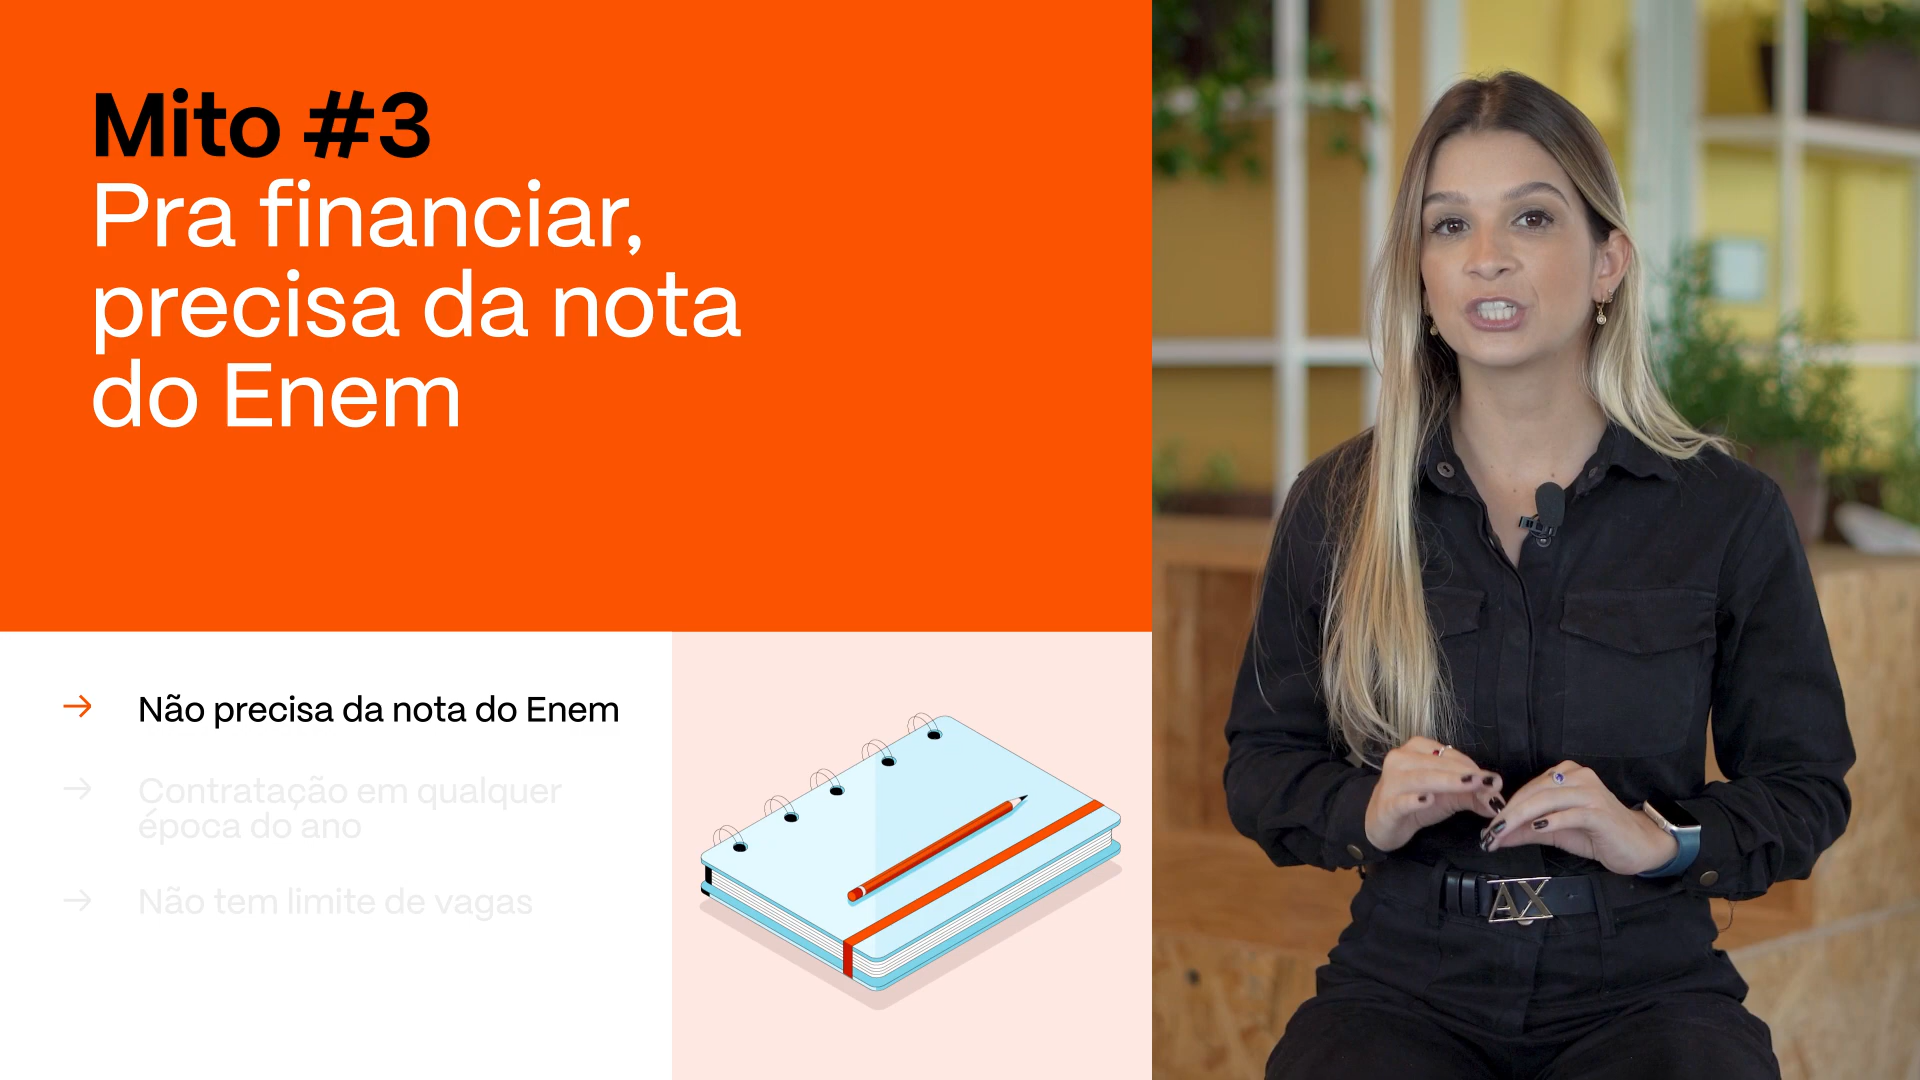 Mito #3
Pra financiar,
precisa da nota
do Enem
→ Não precisa da nota do Enem
→ Contratação em qualquer
época do ano
→ Não tem limite de vagas
AX